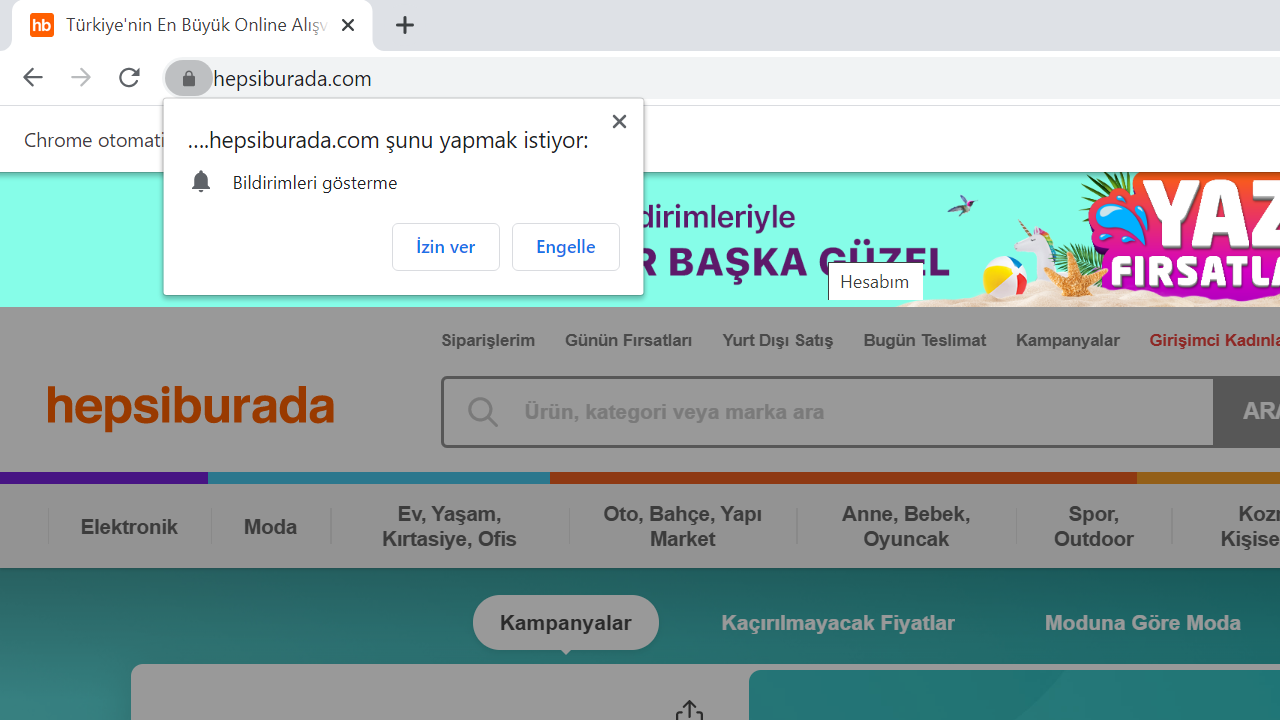 hb Türkiye'nin En Büyük Online Alışv
hepsiburada.com
Chrome otomati
....hepsiburada.com şunu yapmak istiyor:
Bildirimleri gösterme
İzin ver Engelle
dirimleriyle
R BAŞKA GÜZEL
YAZ
FIRSATLA
Hesabım
Siparişlerim Günün Fırsatları Yurt Dışı Satış Bugün Teslimat Kampanyalar Girişimci Kadınla
hepsiburada
Ürün, kategori veya marka ara
ARA
Elektronik
Moda
Ev, Yaşam,
Kırtasiye, Ofis
Oto, Bahçe, Yapı
Market
Anne, Bebek,
Oyuncak
Spor,
Outdoor
Kozm
Kişise
Kampanyalar Kaçırılmayacak Fiyatlar Moduna Göre Moda